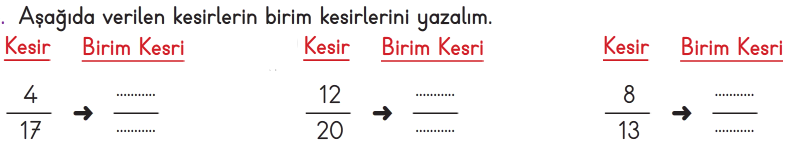 . Aşağıda verilen kesirlerin birim kesirlerini yazalım.
Kesir Birim Kesri Kesir Birim Kesri Kesir Birim Kesri
4 ........... 12 ........... 8 ...........
➜ ➜ ➜
17 ........... 20 ........... 13 ...........